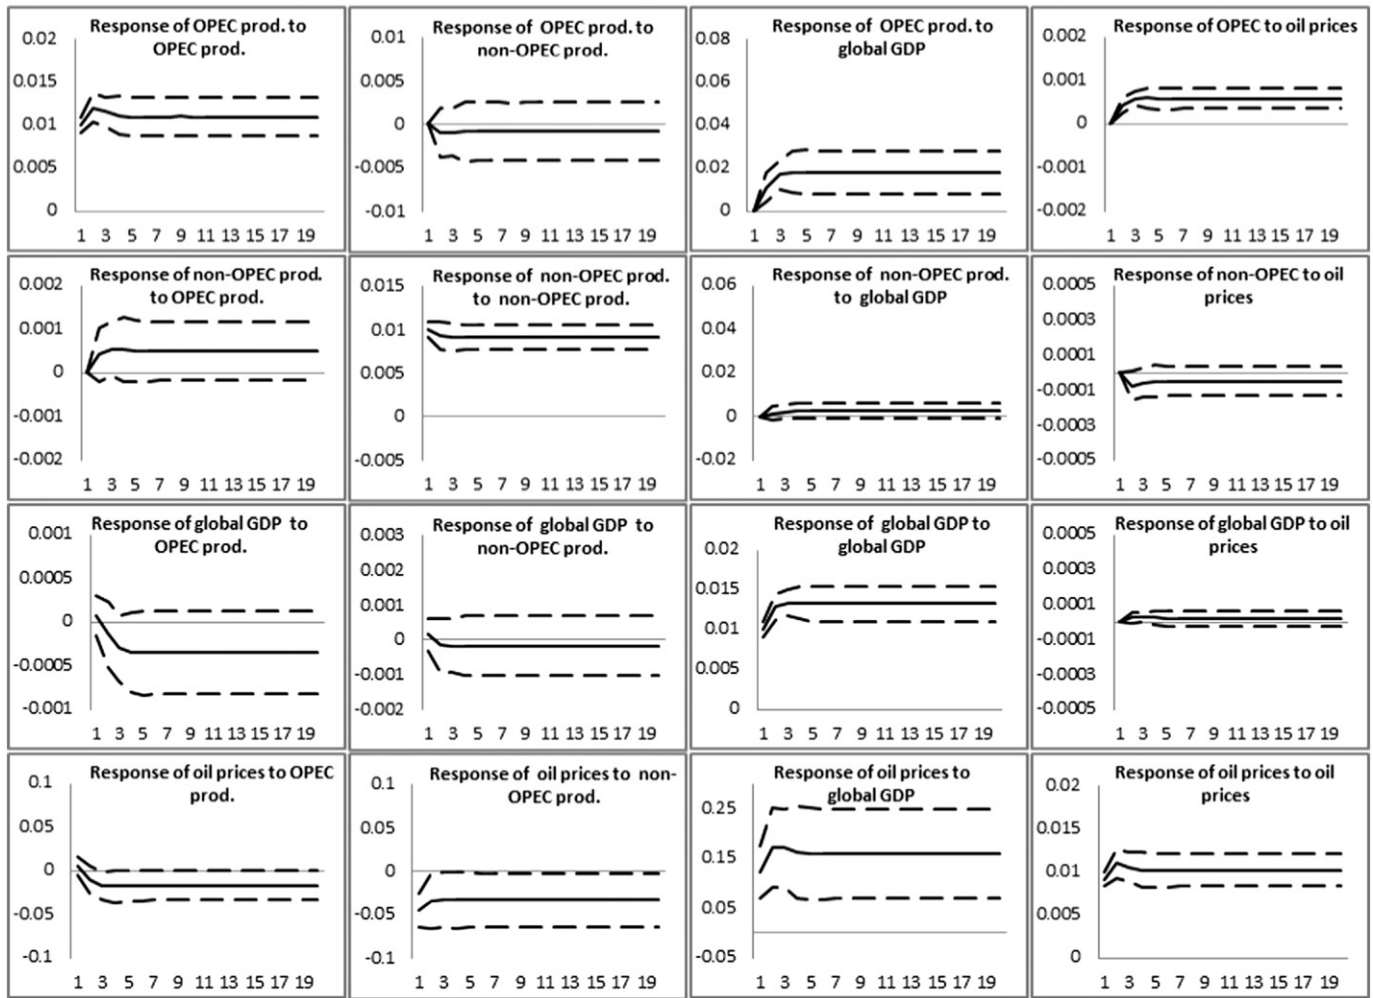 Response of OPEC prod. to
OPEC prod.
0.02
0.015
0.01
0.005
0
1 3 5 7 9 11 13 15 17 19
Response of OPEC prod. to
non-OPEC prod.
0.01
0.005
0
-0.005
-0.01
1 3 5 7 9 11 13 15 17 19
Response of OPEC prod. to
global GDP
0.08
0.06
0.04
0.02
0
1 3 5 7 9 11 13 15 17 19
Response of OPEC to oil prices
0.002
0.001
0
-0.001
-0.002
1 3 5 7 9 11 13 15 17 19
Response of non-OPEC prod.
to OPEC prod.
0.002
0.001
0
-0.001
-0.002
1 3 5 7 9 11 13 15 17 19
Response of non-OPEC prod.
to non-OPEC prod.
0.015
0.01
0.005
0
-0.005
1 3 5 7 9 11 13 15 17 19
Response of non-OPEC prod.
to global GDP
0.06
0.04
0.02
0
-0.02
1 3 5 7 9 11 13 15 17 19
Response of non-OPEC to oil
prices
0.0005
0.0003
0.0001
-0.0001
-0.0003
-0.0005
1 3 5 7 9 11 13 15 17 19
Response of global GDP to
OPEC prod.
0.001
0.0005
0
-0.0005
-0.001
1 3 5 7 9 11 13 15 17 19
Response of global GDP to
non-OPEC prod.
0.003
0.002
0.001
0
-0.001
-0.002
1 3 5 7 9 11 13 15 17 19
Response of global GDP to
global GDP
0.02
0.015
0.01
0.005
0
1 3 5 7 9 11 13 15 17 19
Response of global GDP to oil
prices
0.0005
0.0003
0.0001
-0.0001
-0.0003
-0.0005
1 3 5 7 9 11 13 15 17 19
Response of oil prices to OPEC
prod.
0.1
0.05
0
-0.05
-0.1
1 3 5 7 9 11 13 15 17 19
Response of oil prices to non-
OPEC prod.
0.1
0.05
0
-0.05
-0.1
1 3 5 7 9 11 13 15 17 19
Response of oil prices to
global GDP
0.25
0.15
0.05
-0.05
1 3 5 7 9 11 13 15 17 19
Response of oil prices to oil
prices
0.02
0.015
0.01
0.005
0
1 3 5 7 9 11 13 15 17 19